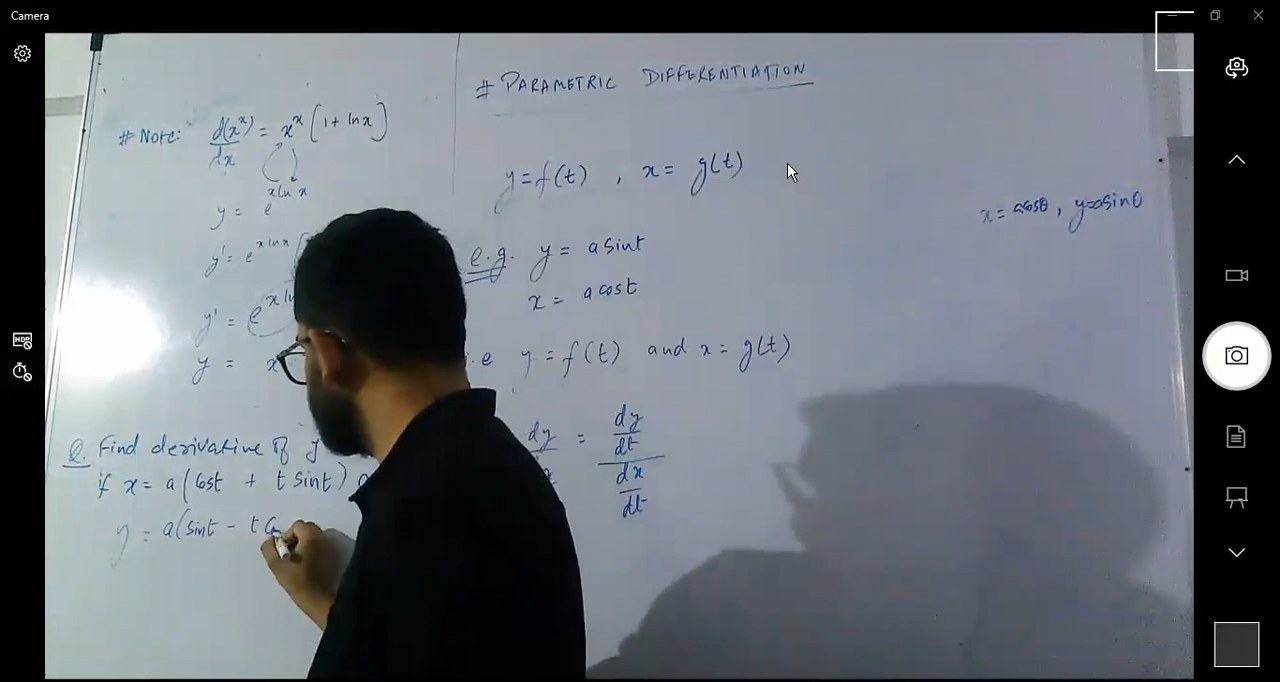 Camera
# PARAMETRIC DIFFERENTIATION
# Note: d(x^x)/dx = x^x [1 + ln x]
y = e^{x ln x}
y' = e^{x ln x}
y' = e^{x ln
y = x
Q. Find derivative of y
if x = a(cost + t sint)
y = a(sint - t
y = f(t) , x = g(t)
e.g. y = a sint
x = a cost
i.e y = f(t) and x = g(t)
dy = dy/dt / dx/dt
x = acosθ, y=asinθ